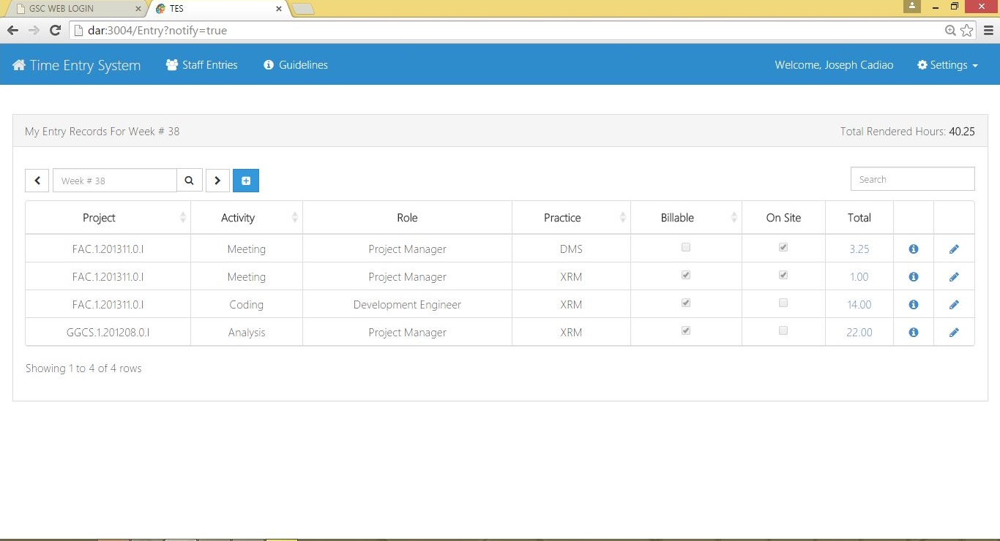 GSC WEB LOGIN
TES
dar:3004/Entry?notify=true
Time Entry System
Staff Entries
Guidelines
Welcome, Joseph Cadiao
Settings
My Entry Records For Week # 38
Total Rendered Hours: 40.25
Week # 38
Search
Project Activity Role Practice Billable On Site Total
FAC.1.201311.0.I Meeting Project Manager DMS 3.25
FAC.1.201311.0.I Meeting Project Manager XRM 1.00
FAC.1.201311.0.I Coding Development Engineer XRM 14.00
GGCS.1.201208.0.I Analysis Project Manager XRM 22.00
Showing 1 to 4 of 4 rows